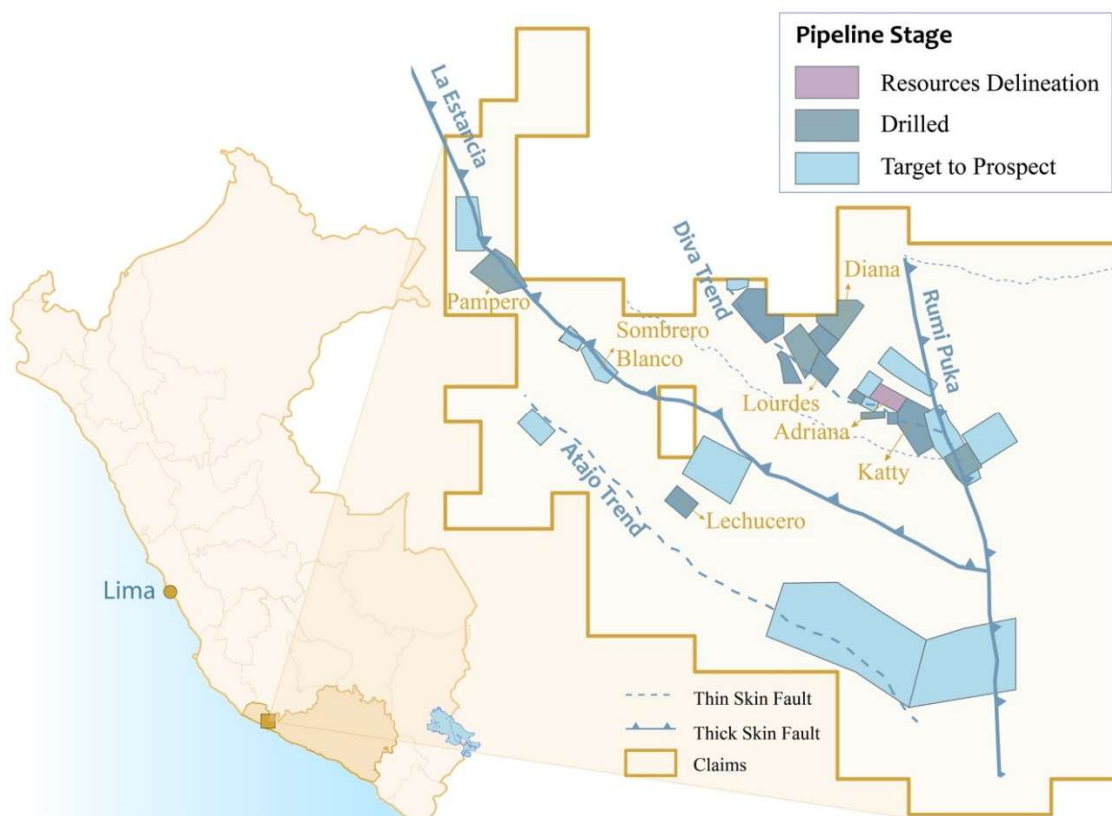 Pipeline Stage
Resources Delineation
Drilled
Target to Prospect
La Estancia
Diva Trend
Diana
Rumi Puka
Pampero
Sombrero
Blanco
Lourdes
Adriana
Katty
Atajo Trend
Lechucero
Lima
Thin Skin Fault
Thick Skin Fault
Claims